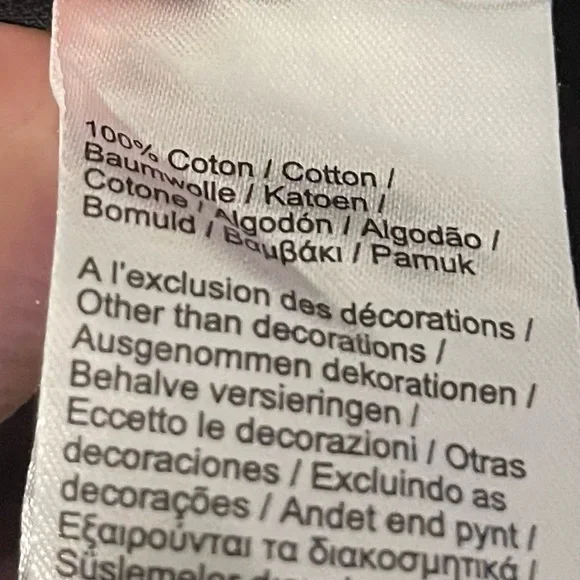 100% Coton / Cotton /
Baumwolle / Katoen /
Cotone / Algodón / Algodão /
Bomuld / Βαμβάκι / Pamuk
A l'exclusion des décorations /
Other than decorations /
Ausgenommen dekorationen /
Behalve versieringen /
Eccetto le decorazioni / Otras
decoraciones / Excluindo as
decorações / Andet end pynt /
Εξαιρούνται τα διακοσμητικά /